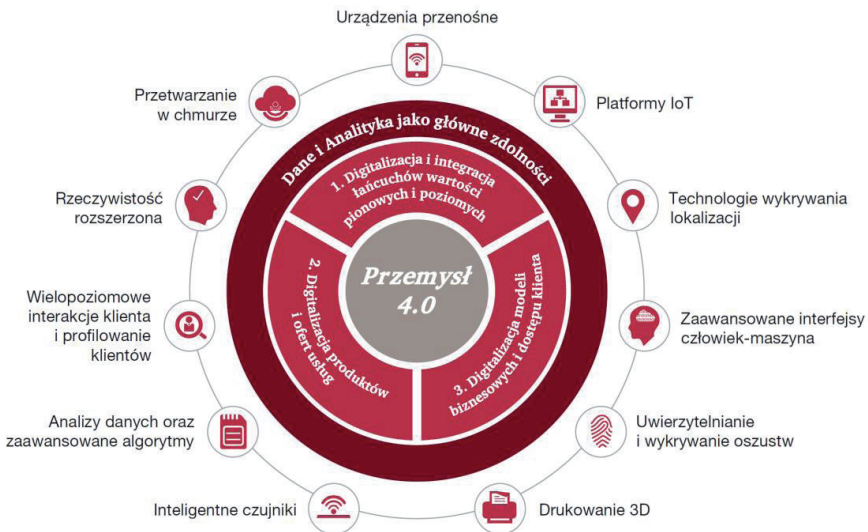 Urządzenia przenośne
Przetwarzanie
w chmurze
Platformy IoT
Dane i Analityka jako główne zdolności
1. Digitalizacja i integracja
łańcuchów wartości
pionowych i poziomych
Rzeczywistość
rozszerzona
Technologie wykrywania
lokalizacji
Przemysł
4.0
2. Digitalizacja produktów
i ofert usług
3. Digitalizacja modeli
biznesowych i dostępu klienta
Wielopoziomowe
interakcje klienta
i profilowanie
klientów
Zaawansowane interfejsy
człowiek-maszyna
Analizy danych oraz
zaawansowane algorytmy
Uwierzytelnianie
i wykrywanie oszustw
Inteligentne czujniki
Drukowanie 3D